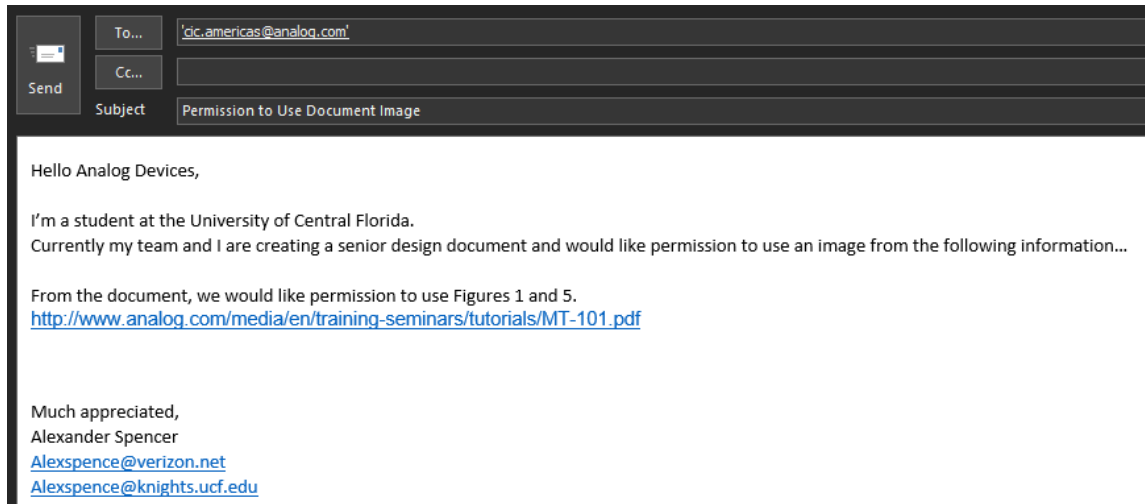 To...
'cic.americas@analog.com'
Cc...
Send
Subject
Permission to Use Document Image
Hello Analog Devices,
I'm a student at the University of Central Florida.
Currently my team and I are creating a senior design document and would like permission to use an image from the following information...
From the document, we would like permission to use Figures 1 and 5.
http://www.analog.com/media/en/training-seminars/tutorials/MT-101.pdf
Much appreciated,
Alexander Spencer
Alexspence@verizon.net
Alexspence@knights.ucf.edu